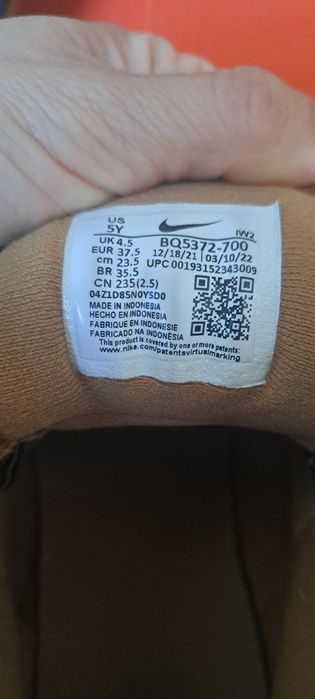 US
5Y
IW2
UK 4.5 BQ5372-700
EUR 37.5 12/18/21 | 03/10/22
cm 23.5 UPC 00193152343009
BR 35.5
CN 235(2.5)
04Z1D85N0Y5D0
MADE IN INDONESIA
HECHO EN INDONESIA
FABRIQUE EN INDONESIE
FABRICADO NA INDONÈSIA
This product is covered by one or more patents:
www.nike.com/patentsvirtualmarking